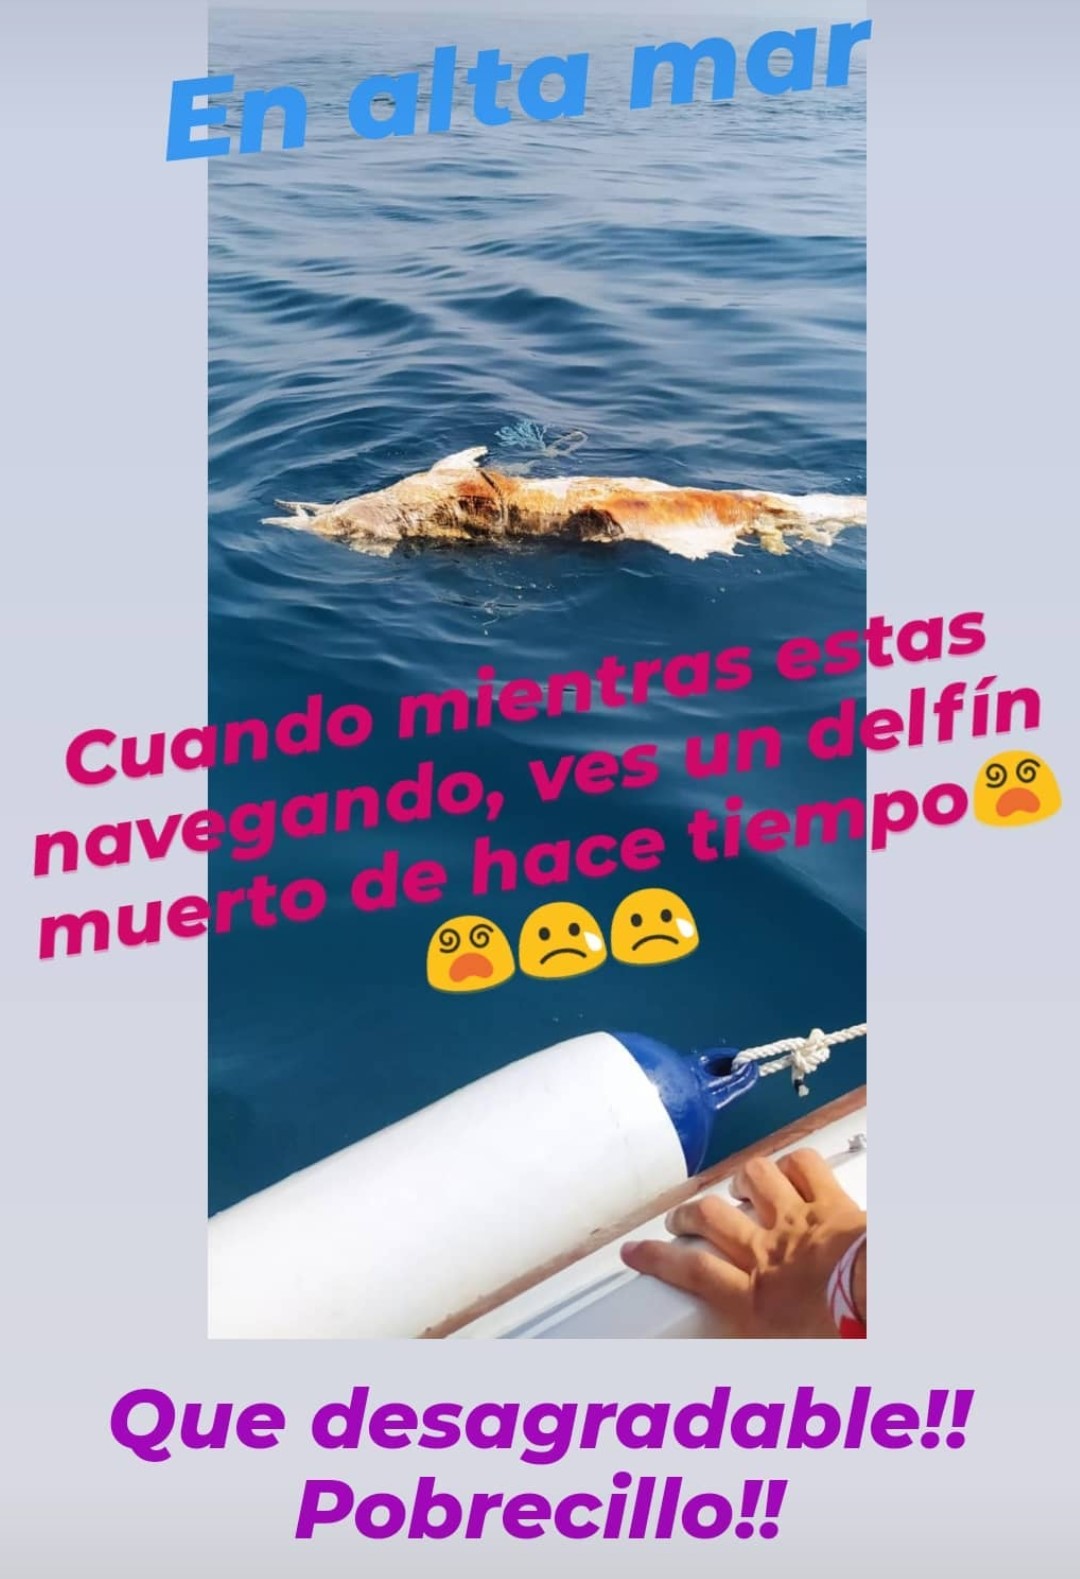 En alta mar
Cuando mientras estas
navegando, ves un delfín
muerto de hace tiempo😵
😵😢😢
Que desagradable!!
Pobrecillo!!